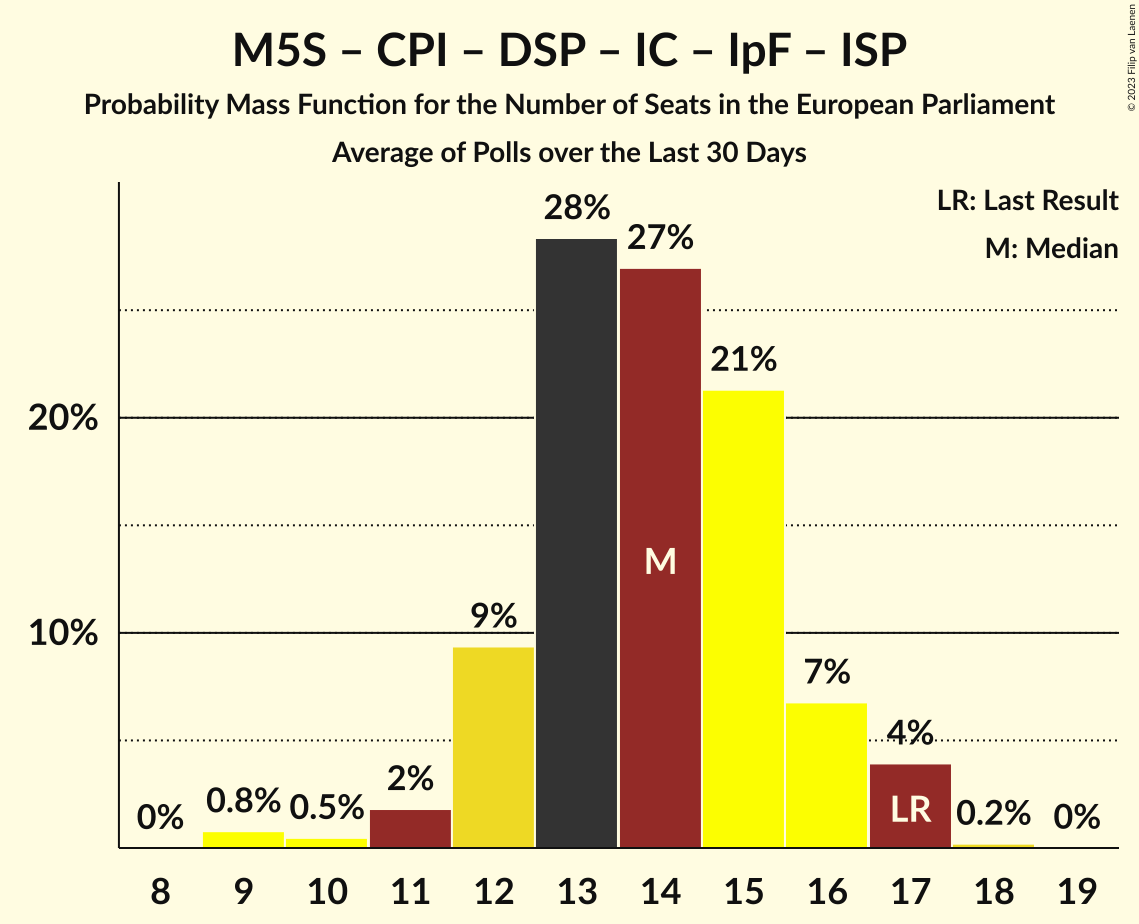 M5S – CPI – DSP – IC – IpF – ISP
Probability Mass Function for the Number of Seats in the European Parliament
Average of Polls over the Last 30 Days
© 2023 Filip van Laenen
LR: Last Result
M: Median
28%
27%
21%
20%
M
9%
10%
7%
4%
2%
0%
0.8%
0.5%
LR
0.2%
0%
8 9 10 11 12 13 14 15 16 17 18 19